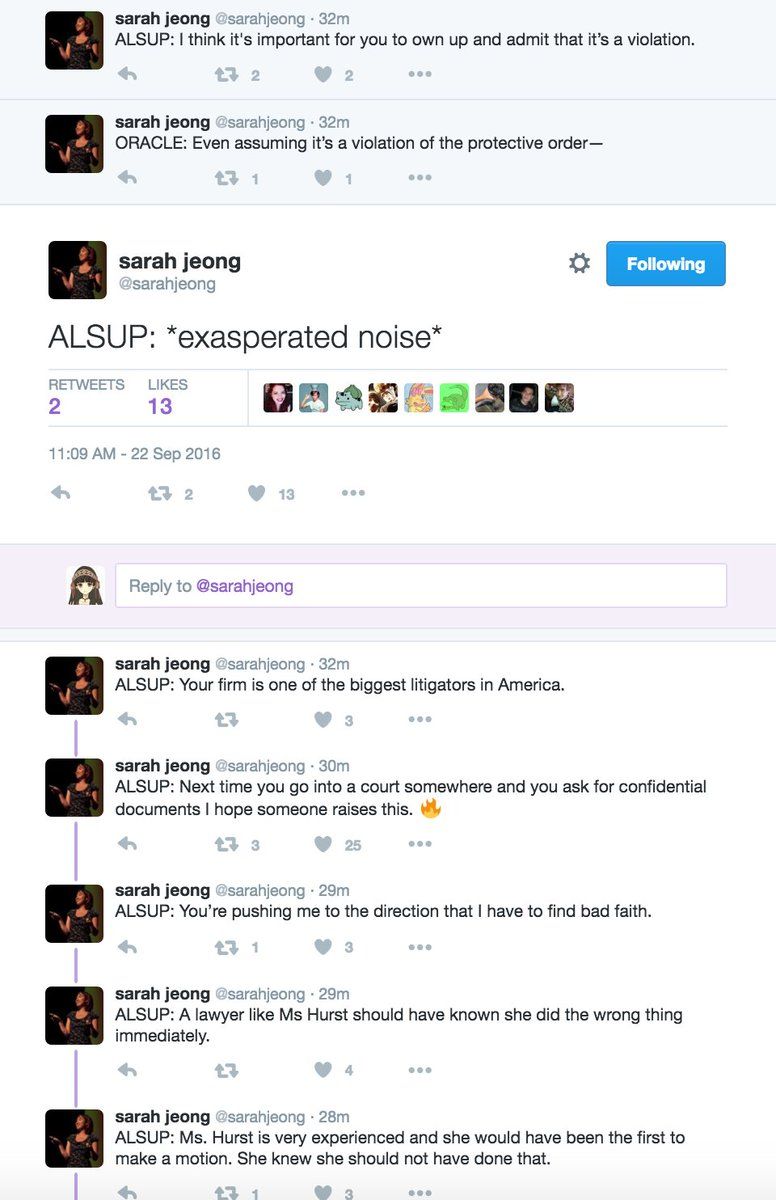 sarah jeong @sarahjeong · 32m
ALSUP: I think it's important for you to own up and admit that it’s a violation.
2 2
sarah jeong @sarahjeong · 32m
ORACLE: Even assuming it’s a violation of the protective order—
1 1
sarah jeong
@sarahjeong
Following
ALSUP: *exasperated noise*
RETWEETS LIKES
2 13
11:09 AM - 22 Sep 2016
2 13
Reply to @sarahjeong
sarah jeong @sarahjeong · 32m
ALSUP: Your firm is one of the biggest litigators in America.
3
sarah jeong @sarahjeong · 30m
ALSUP: Next time you go into a court somewhere and you ask for confidential
documents I hope someone raises this. 🔥
3 25
sarah jeong @sarahjeong · 29m
ALSUP: You’re pushing me to the direction that I have to find bad faith.
1 3
sarah jeong @sarahjeong · 29m
ALSUP: A lawyer like Ms Hurst should have known she did the wrong thing
immediately.
4
sarah jeong @sarahjeong · 28m
ALSUP: Ms. Hurst is very experienced and she would have been the first to
make a motion. She knew she should not have done that.
1 3